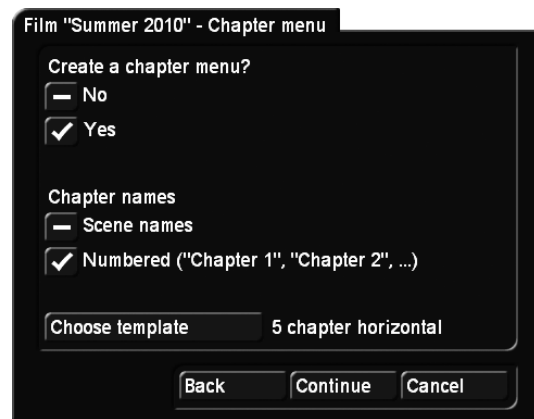 Film "Summer 2010" - Chapter menu
Create a chapter menu?
No
Yes
Chapter names
Scene names
Numbered ("Chapter 1", "Chapter 2", ...)
Choose template 5 chapter horizontal
Back Continue Cancel